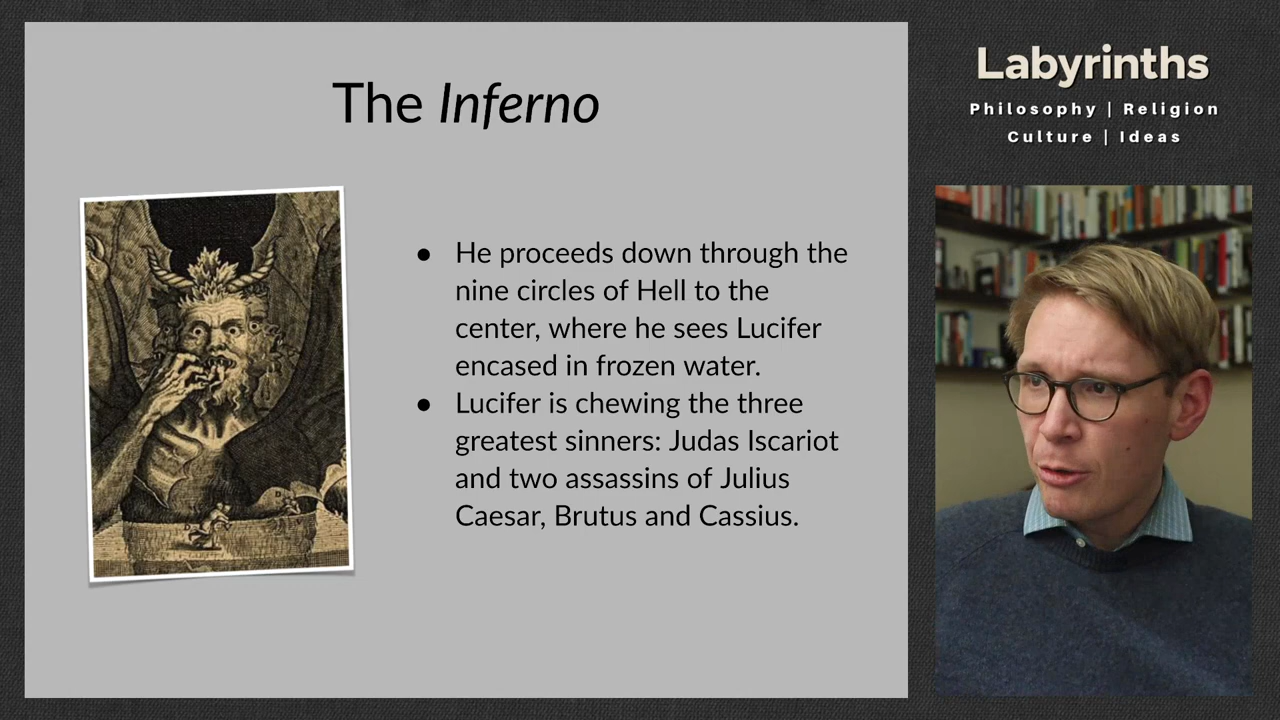 The Inferno
He proceeds down through the
nine circles of Hell to the
center, where he sees Lucifer
encased in frozen water.
Lucifer is chewing the three
greatest sinners: Judas Iscariot
and two assassins of Julius
Caesar, Brutus and Cassius.
Labyrinths
Philosophy | Religion
Culture | Ideas